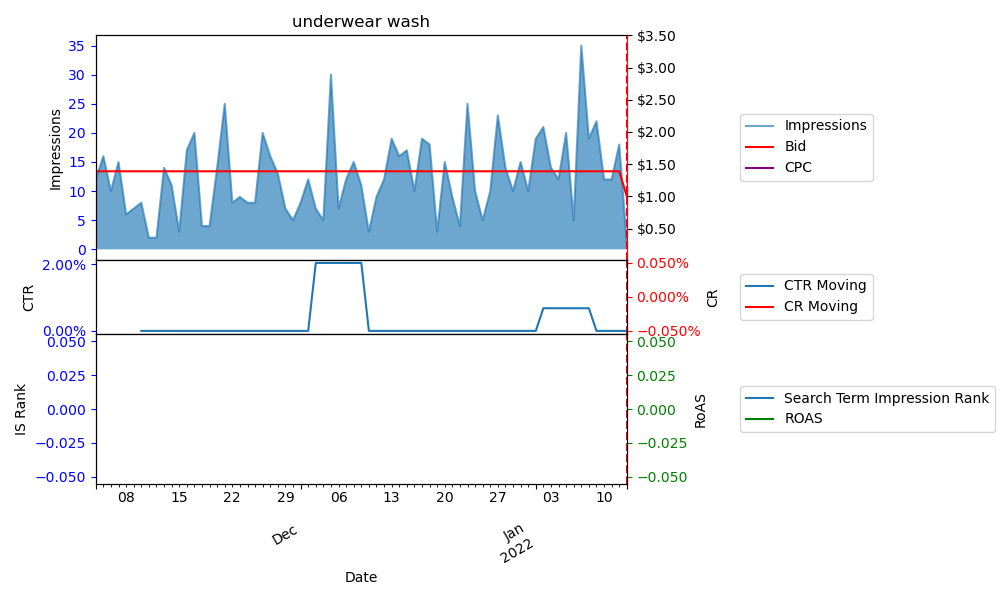 underwear wash
Impressions
35
30
25
20
15
10
5
0
$3.50
$3.00
$2.50
$2.00
$1.50
$1.00
$0.50
Impressions
Bid
CPC
CTR
2.00%
0.00%
0.050%
0.000%
−0.050%
CR
CTR Moving
CR Moving
IS Rank
0.050
0.025
0.000
−0.025
−0.050
0.050
0.025
0.000
−0.025
−0.050
RoAS
Search Term Impression Rank
ROAS
08 15 22 29 06 13 20 27 03 10
Dec
Jan
2022
Date